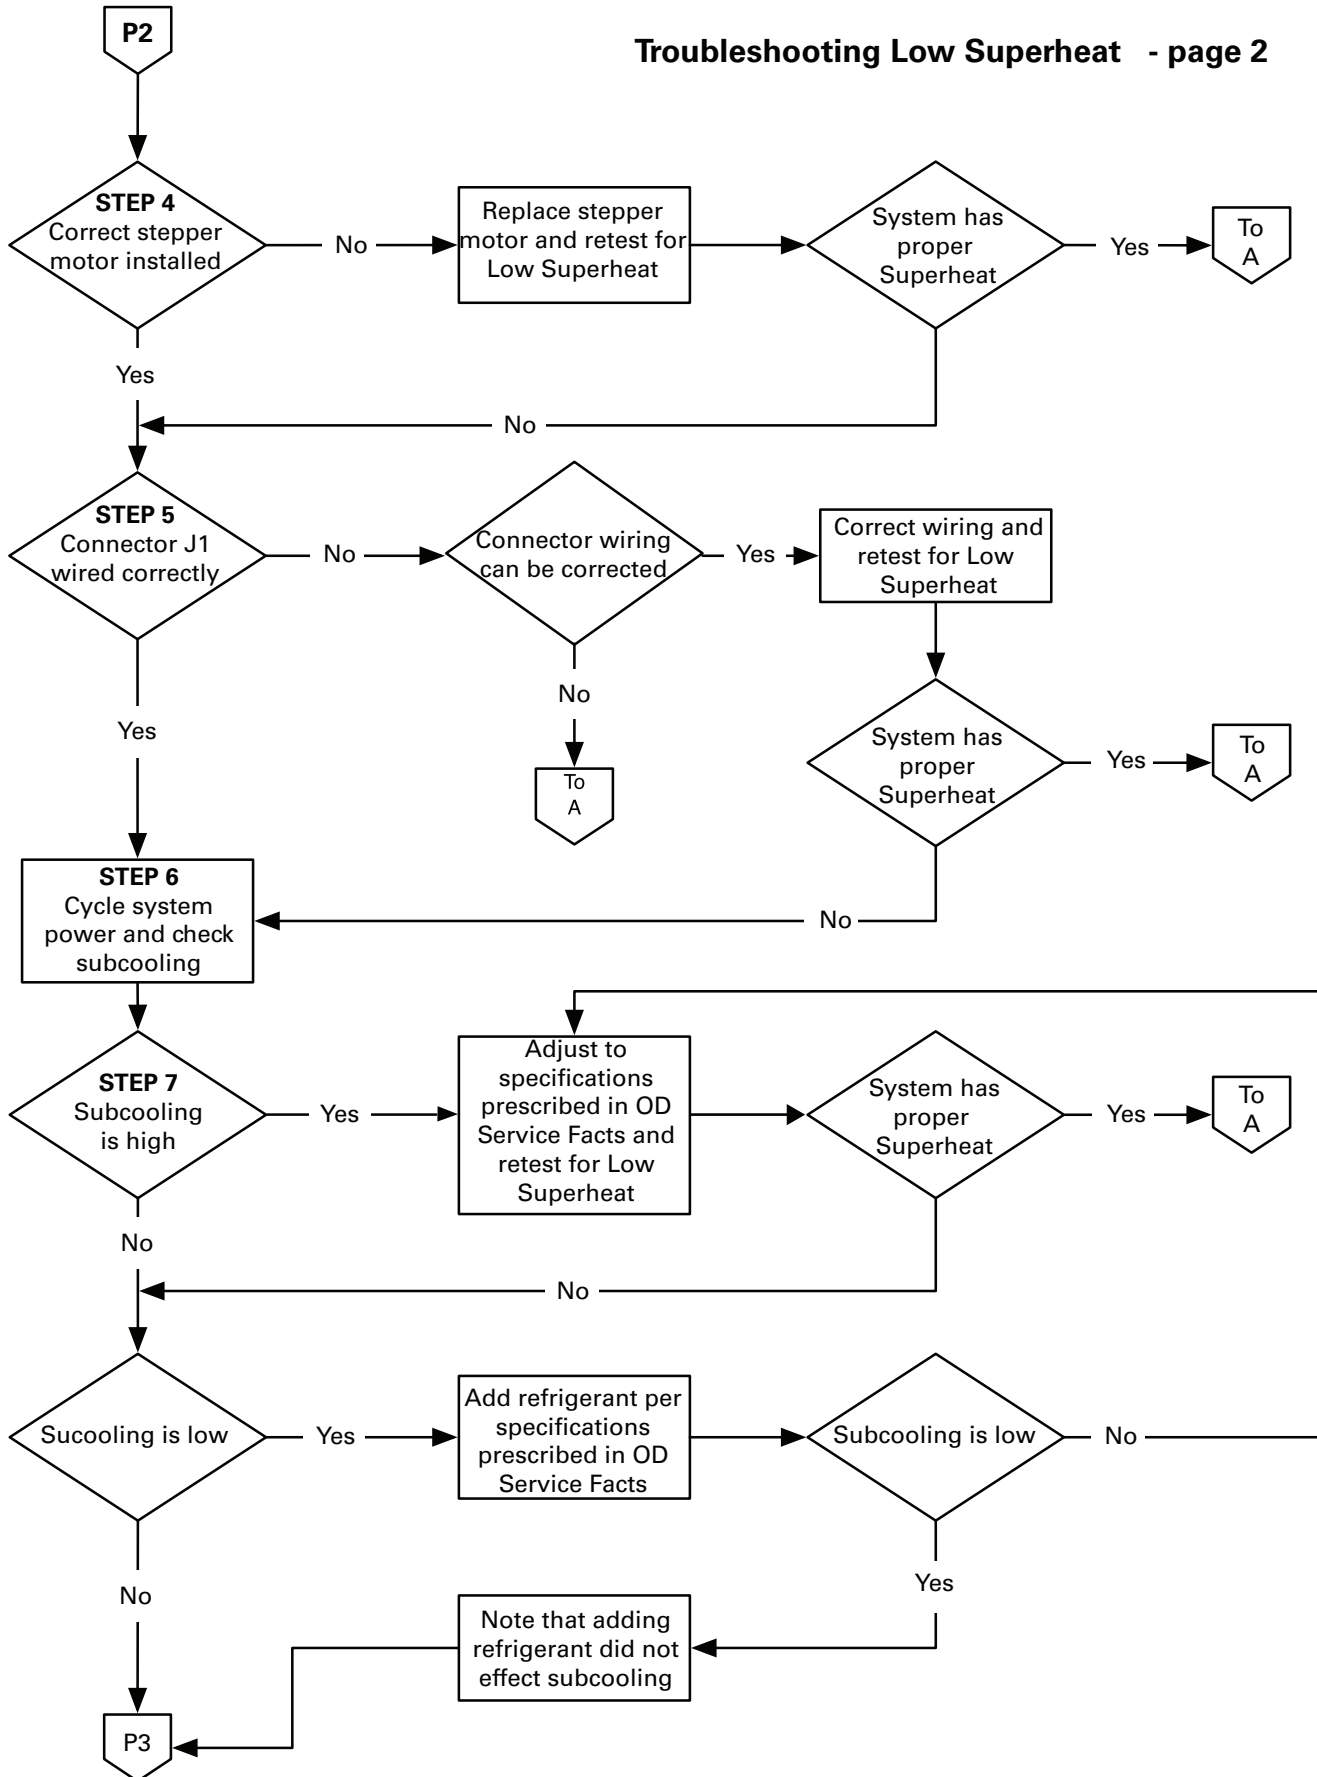 P2
Troubleshooting Low Superheat - page 2
STEP 4
Correct stepper
motor installed
No
Replace stepper
motor and retest for
Low Superheat
System has
proper
Superheat
Yes
To
A
Yes
No
STEP 5
Connector J1
wired correctly
No
Connector wiring
can be corrected
Yes
Correct wiring and
retest for Low
Superheat
No
To
A
System has
proper
Superheat
Yes
To
A
Yes
No
STEP 6
Cycle system
power and check
subcooling
STEP 7
Subcooling
is high
Yes
Adjust to
specifications
prescribed in OD
Service Facts and
retest for Low
Superheat
System has
proper
Superheat
Yes
To
A
No
No
Sucooling is low
Yes
Add refrigerant per
specifications
prescribed in OD
Service Facts
Subcooling is low
No
Yes
No
Note that adding
refrigerant did not
effect subcooling
P3